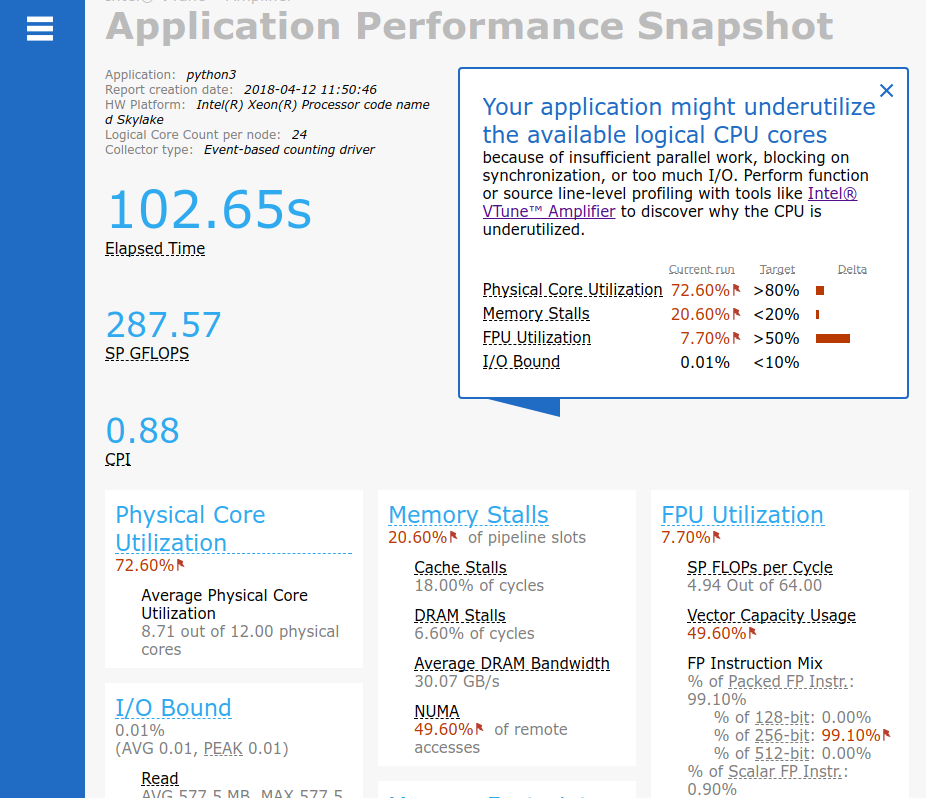 Application Performance Snapshot
Application: python3
Report creation date: 2018-04-12 11:50:46
HW Platform: Intel(R) Xeon(R) Processor code name
d Skylake
Logical Core Count per node: 24
Collector type: Event-based counting driver
102.65s
Elapsed Time
287.57
SP GFLOPS
0.88
CPI
Your application might underutilize
the available logical CPU cores
because of insufficient parallel work, blocking on
synchronization, or too much I/O. Perform function
or source line-level profiling with tools like Intel®
VTune™ Amplifier to discover why the CPU is
underutilized.
Current run Target Delta
Physical Core Utilization 72.60% >80%
Memory Stalls 20.60% <20%
FPU Utilization 7.70% >50%
I/O Bound 0.01% <10%
Physical Core
Utilization
72.60%
Average Physical Core
Utilization
8.71 out of 12.00 physical
cores
I/O Bound
0.01%
(AVG 0.01, PEAK 0.01)
Read
AVG 577.5 MB, MAX 577.5
Memory Stalls
20.60% of pipeline slots
Cache Stalls
18.00% of cycles
DRAM Stalls
6.60% of cycles
Average DRAM Bandwidth
30.07 GB/s
NUMA
49.60% of remote
accesses
FPU Utilization
7.70%
SP FLOPs per Cycle
4.94 Out of 64.00
Vector Capacity Usage
49.60%
FP Instruction Mix
% of Packed FP Instr.:
99.10%
% of 128-bit: 0.00%
% of 256-bit: 99.10%
% of 512-bit: 0.00%
% of Scalar FP Instr.:
0.90%